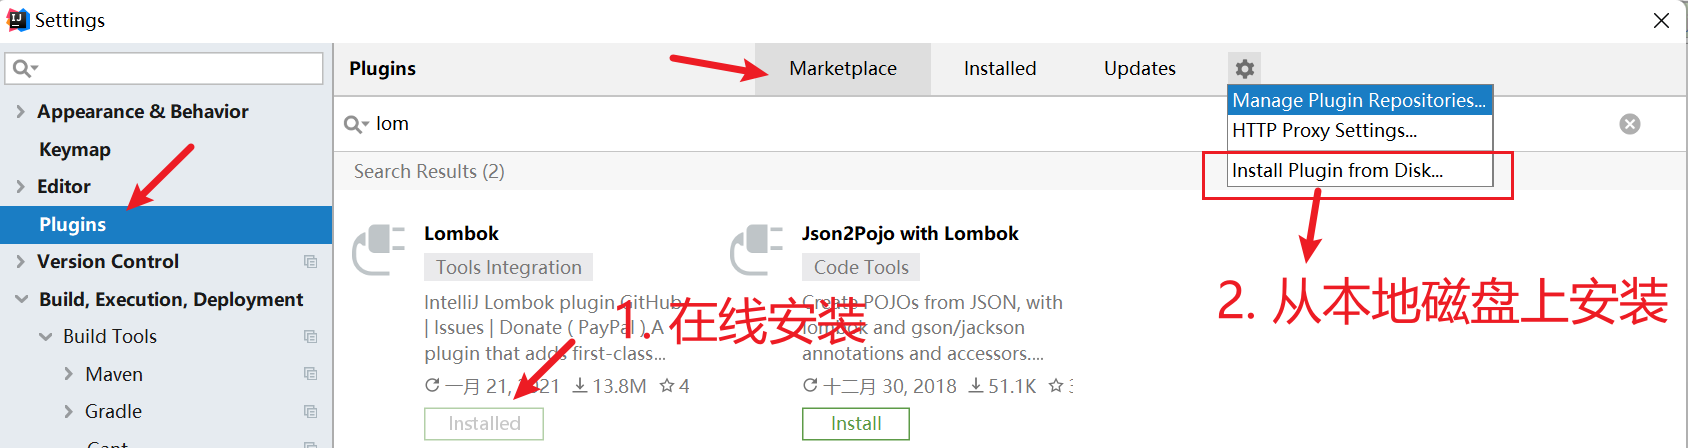 Settings
Plugins
Marketplace
Installed
Updates
Manage Plugin Repositories...
HTTP Proxy Settings...
Install Plugin from Disk...
Appearance & Behavior
Keymap
Editor
Plugins
Version Control
Build, Execution, Deployment
Build Tools
Maven
Gradle
lom
Search Results (2)
Lombok
Tools Integration
IntelliJ Lombok plugin GitHub
| Issues | Donate ( PayPal ) A
plugin that adds first-class...
一月 21, 2021 13.8M 4
Installed
Json2Pojo with Lombok
Code Tools
Create POJOs from JSON, with
lombok and gson/jackson
annotations and accessors....
十二月 30, 2018 51.1K
Install
1. 在线安装
2. 从本地磁盘上安装